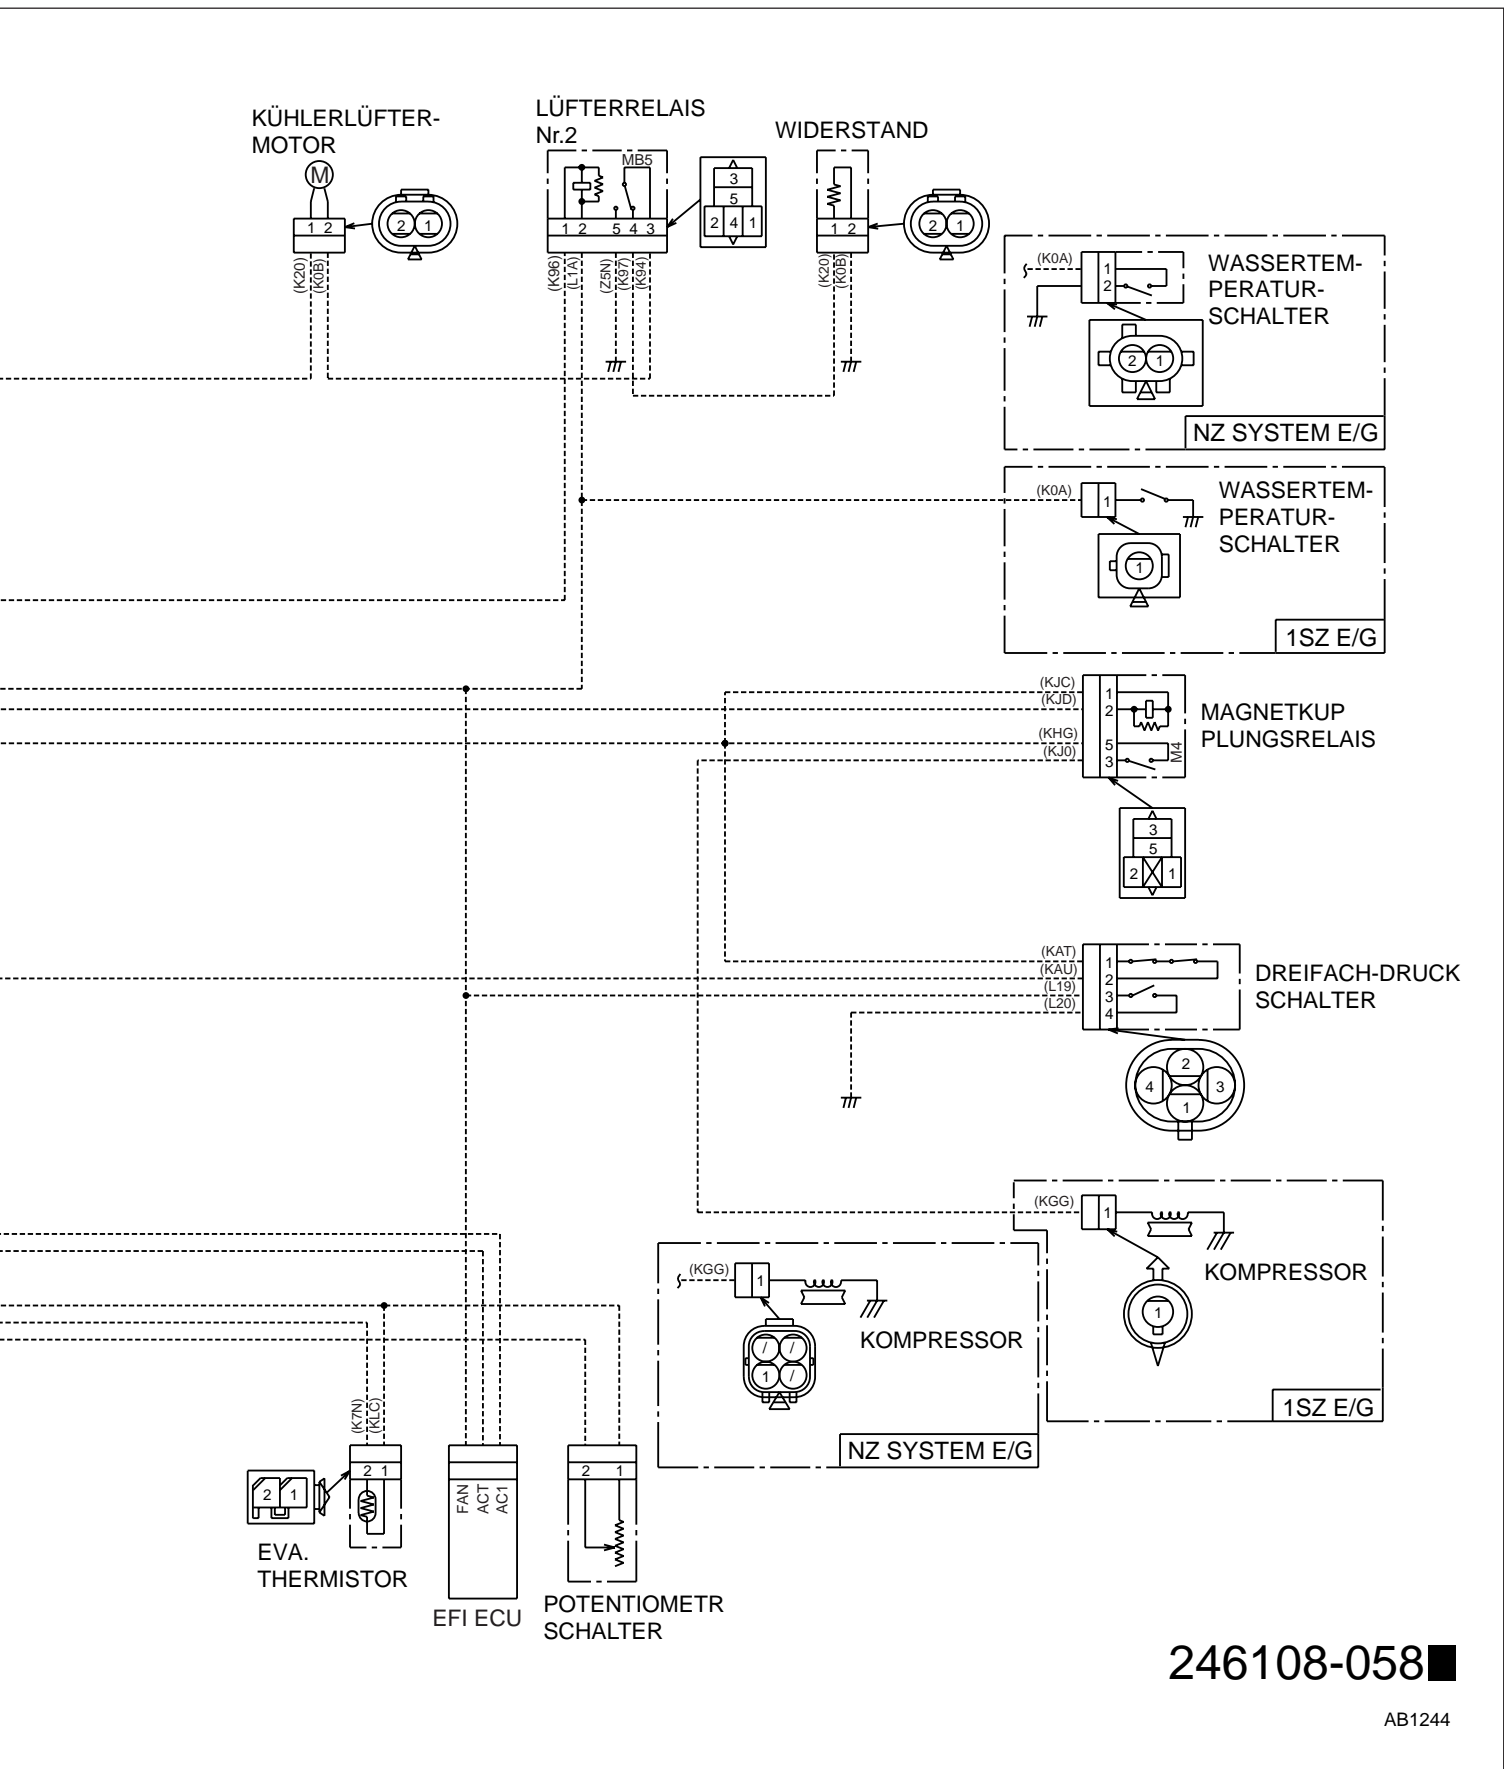 KÜHLERLÜFTER-
MOTOR
M
1 2
2 1
(K20)
(K0B)
LÜFTERRELAIS
Nr.2
MB5
1 2 5 4 3
3
5
2 4 1
(K96)
(L1A)
(Z5N)
(K97)
(K94)
WIDERSTAND
1 2
2 1
(K20)
(K0B)
(K0A)
1
2
WASSERTEM-
PERATUR-
SCHALTER
2 1
NZ SYSTEM E/G
(K0A)
1
WASSERTEM-
PERATUR-
SCHALTER
1
1SZ E/G
(KJC)
(KJD)
(KHG)
(KJ0)
1
2
5
3
M4
MAGNETKUP
PLUNGSRELAIS
3
5
2 1
(KAT)
(KAU)
(L19)
(L20)
1
2
3
4
DREIFACH-DRUCK
SCHALTER
2
4 3
1
(KGG)
1
KOMPRESSOR
1
1SZ E/G
(KGG)
1
KOMPRESSOR
/ /
1 /
NZ SYSTEM E/G
(K7N)
(KLC)
2 1
2 1
EVA.
THERMISTOR
FAN
ACT
AC1
EFI ECU
2 1
POTENTIOMETR
SCHALTER
246108-058
AB1244